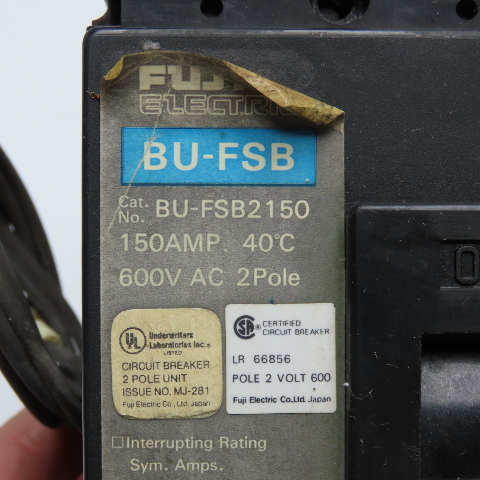 FUJI
ELECTRIC
BU-FSB
Cat. No. BU-FSB2150
150AMP. 40°C
600V AC 2Pole
UL Underwriters Laboratories Inc.®
LISTED
CIRCUIT BREAKER
2 POLE UNIT
ISSUE NO. MJ-281
Fuji Electric Co., Ltd. Japan
SA CERTIFIED
CIRCUIT BREAKER
LR 66856
POLE 2 VOLT 600
Fuji Electric Co.,Ltd. Japan
Interrupting Rating
Sym. Amps.